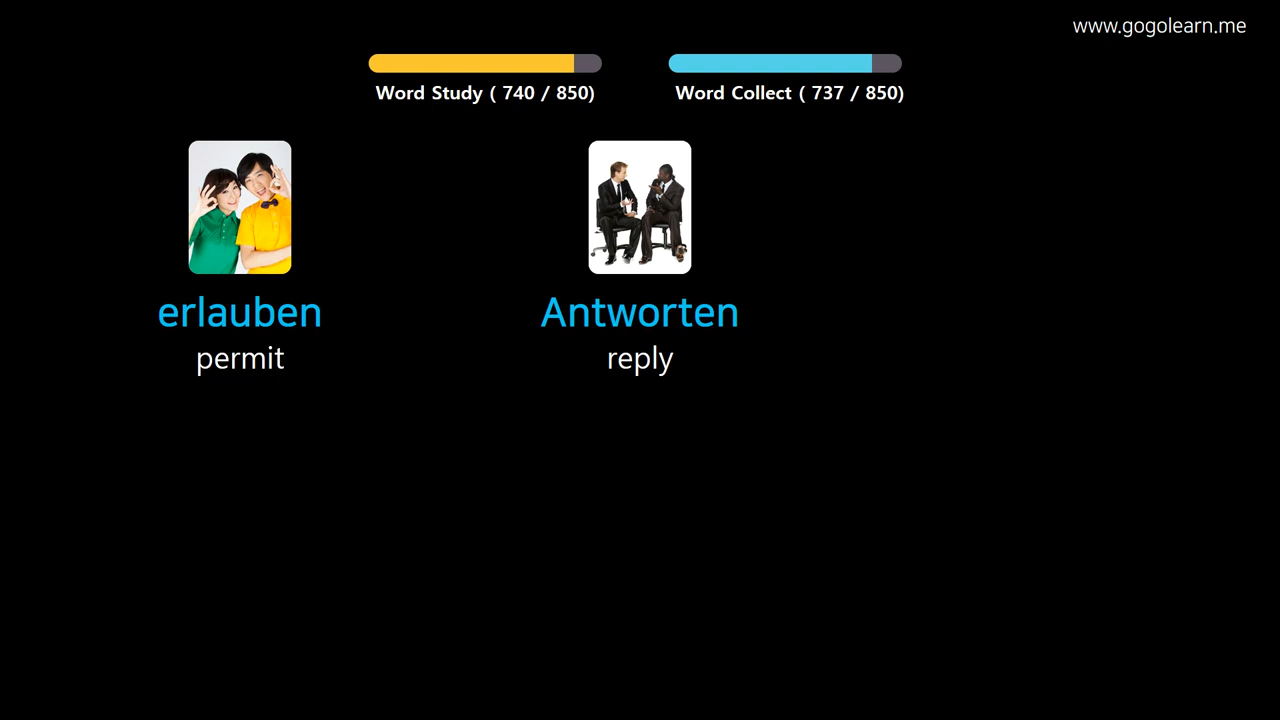 www.gogolearn.me
Word Study ( 740 / 850)
Word Collect ( 737 / 850)
erlauben
permit
Antworten
reply